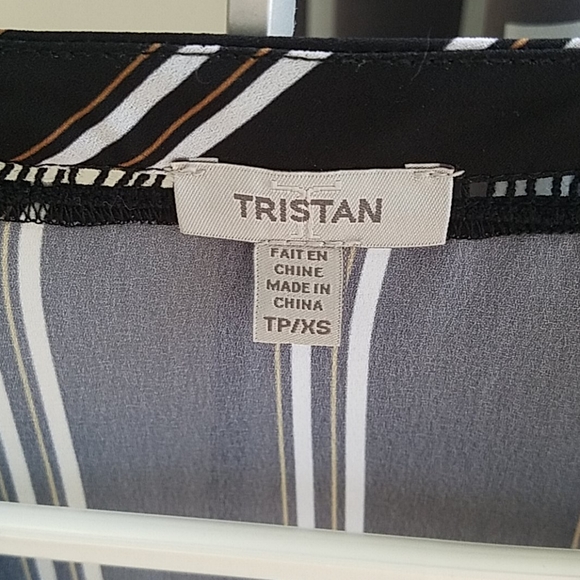 TRISTAN
FAIT EN
CHINE
MADE IN
CHINA
TP/XS